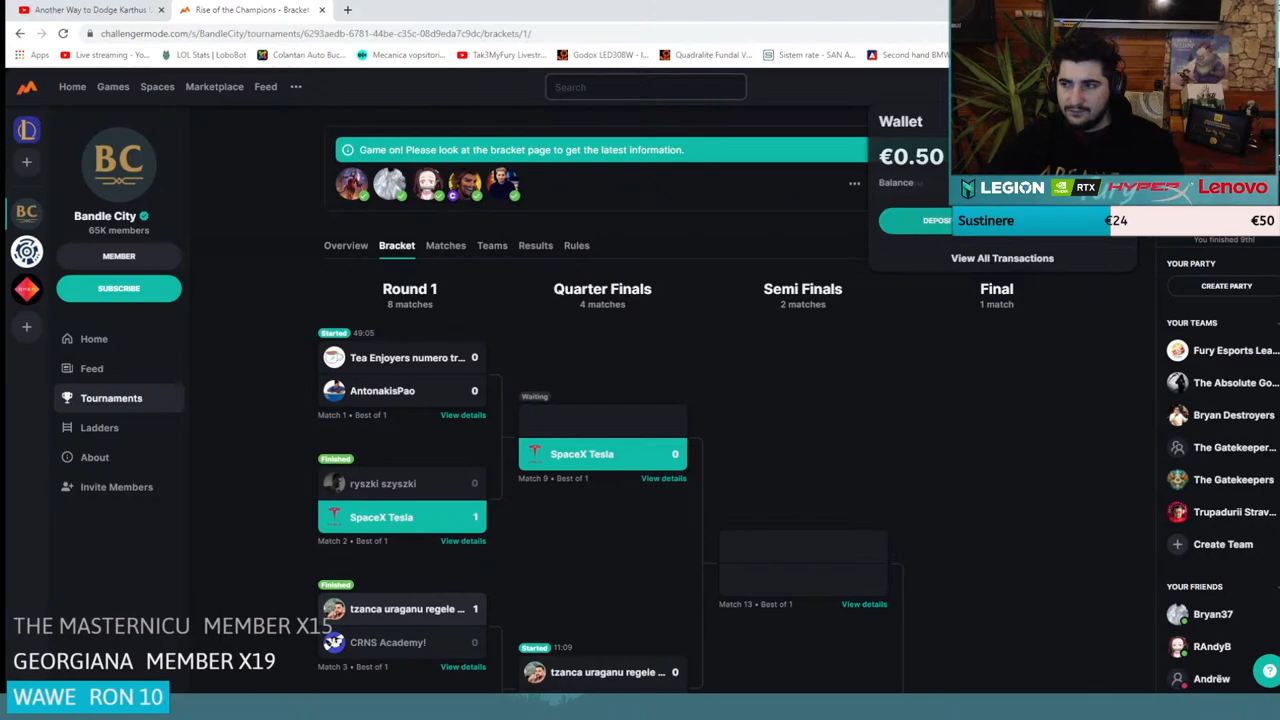 Another Way to Dodge Karthus
Rise of the Champions - Bracket
challengermode.com/s/BandleCity/tournaments/6293aedb-6781-44be-c35c-08d9eda7c9dc/brackets/1/
Apps
Live streaming - Yo...
LOL Stats | LoboBot
Colantari Auto Buc...
Mecanica vopsitori...
Tak3MyFury Livestr...
Godox LED308W - I...
Quadralite Fundal V...
Sistem rate - SAN A...
Second hand BMW
Home
Games
Spaces
Marketplace
Feed
Search
BC
Bandle City
65K members
MEMBER
SUBSCRIBE
BC
Home
Feed
Tournaments
Ladders
About
Invite Members
Game on! Please look at the bracket page to get the latest information.
Wallet
€0.50
Balance
DEPOSI
View All Transactions
LEGION
NVIDIA
RTX
HYPERX
Lenovo
Sustinere €24 €50
You finished 9th!
Overview
Bracket
Matches
Teams
Results
Rules
Round 1
8 matches
Quarter Finals
4 matches
Semi Finals
2 matches
Final
1 match
Started 49:05
Tea Enjoyers numero tr... 0
AntonakisPao 0
Match 1 • Best of 1 View details
Finished
ryszki szyszki 0
SpaceX Tesla 1
Match 2 • Best of 1 View details
Finished
tzanca uraganu regele ... 1
CRNS Academy! 0
Match 3 • Best of 1 View details
Waiting
SpaceX Tesla 0
Match 9 • Best of 1 View details
Started 11:09
tzanca uraganu regele ... 0
Match 13 • Best of 1 View details
YOUR PARTY
CREATE PARTY
YOUR TEAMS
Fury Esports Lea...
The Absolute Go...
Bryan Destroyers
The Gatekeeper...
The Gatekeepers
Trupadurii Strav...
Create Team
YOUR FRIENDS
Bryan37
RAndyB
Andrëw
THE MASTERNICU MEMBER X15
GEORGIANA MEMBER X19
WAWE RON 10